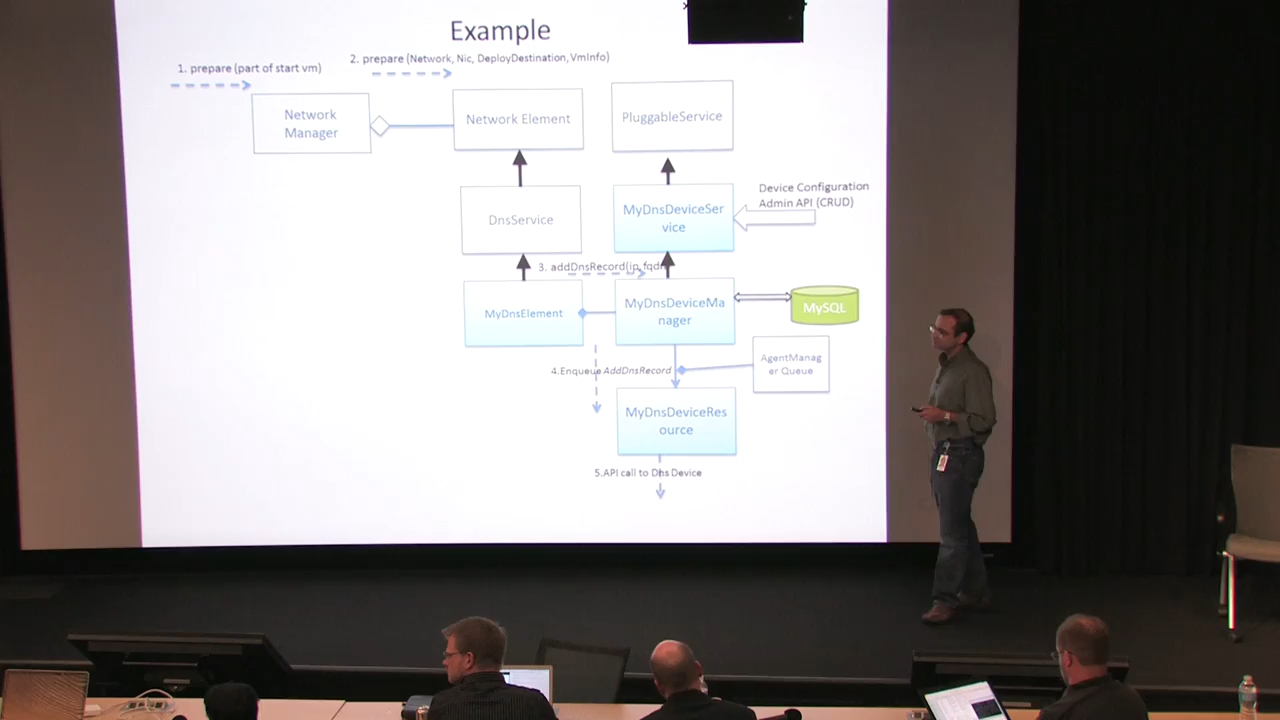 Example
1. prepare (part of start vm)
2. prepare (Network, Nic, DeployDestination, VmInfo)
Network
Manager
Network Element
PluggableService
DnsService
MyDnsDeviceSer
vice
Device Configuration
Admin API (CRUD)
3. addDnsRecord(ip, fqdn
MyDnsElement
MyDnsDeviceMa
nager
MySQL
4.Enqueue AddDnsRecord
AgentManag
er Queue
MyDnsDeviceRes
ource
5.API call to Dns Device